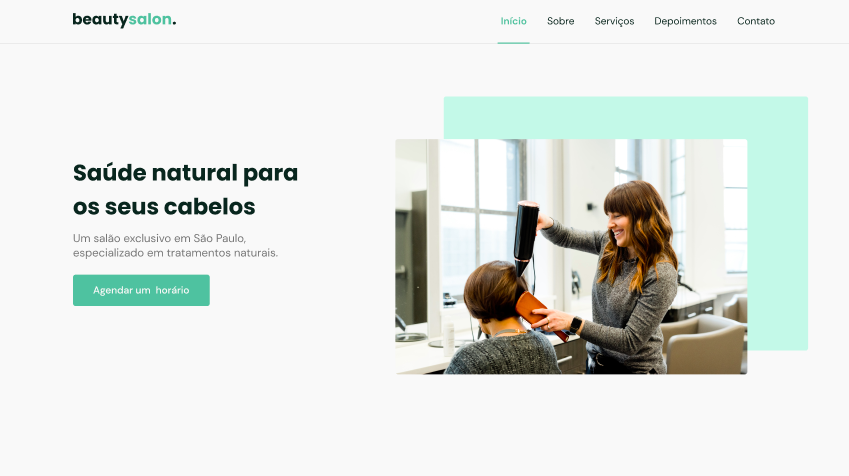 beautysalon.
Início Sobre Serviços Depoimentos Contato
Saúde natural para
os seus cabelos
Um salão exclusivo em São Paulo,
especializado em tratamentos naturais.
Agendar um horário